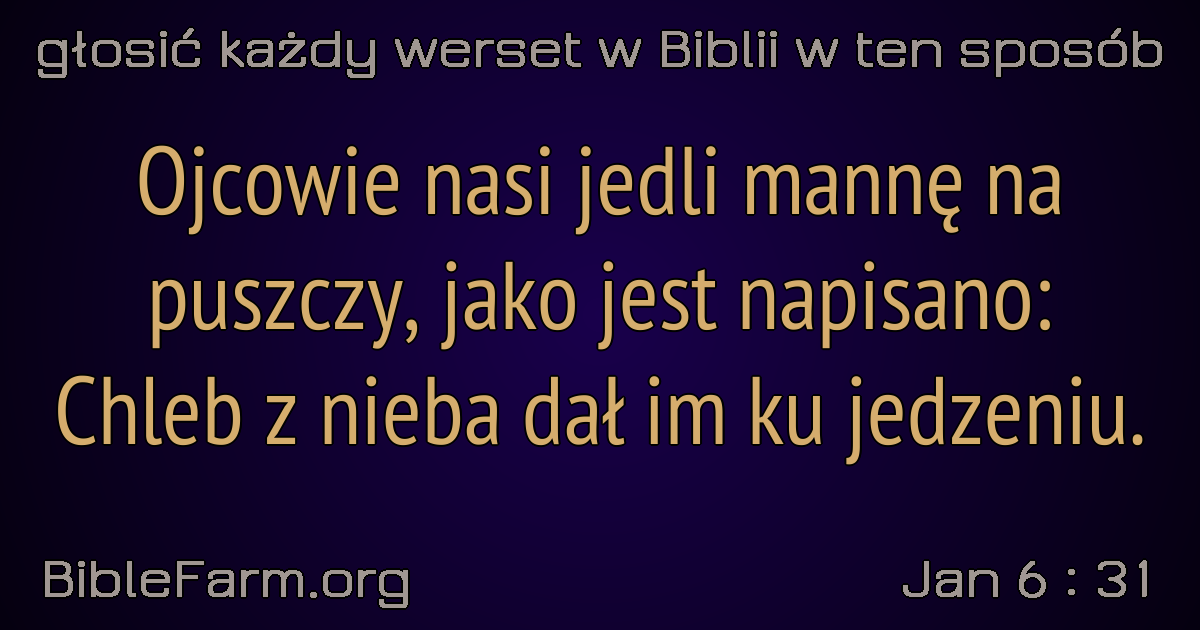 głosić każdy werset w Biblii w ten sposób
Ojcowie nasi jedli mannę na
puszczy, jako jest napisano:
Chleb z nieba dał im ku jedzeniu.
BibleFarm.org
Jan 6 : 31